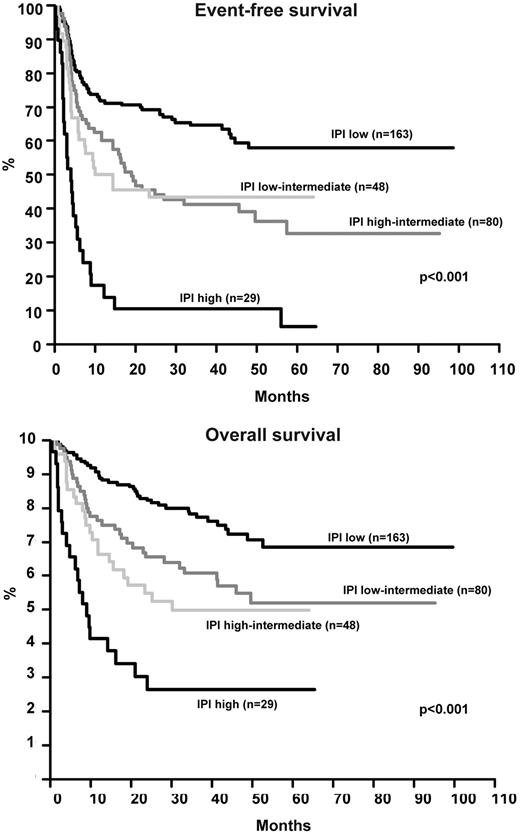 Event-free survival
100
90
80
70
60
50
40
30
20
10
0
%
IPI low (n=163)
IPI low-intermediate (n=48)
IPI high-intermediate (n=80)
IPI high (n=29)
p<0.001
0 10 20 30 40 50 60 70 80 90 100 110
Months
Overall survival
10
9
8
7
6
5
4
3
2
1
%
IPI low (n=163)
IPI low-intermediate (n=80)
IPI high-intermediate (n=48)
IPI high (n=29)
p<0.001
0 10 20 30 40 50 60 70 80 90 100 110
Months